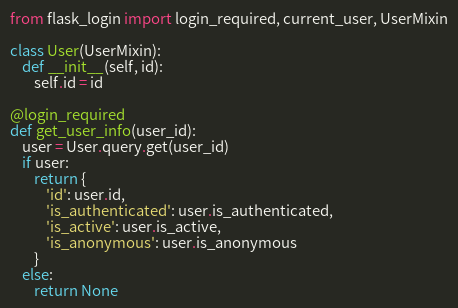 from flask_login import login_required, current_user, UserMixin

class User(UserMixin):
    def __init__(self, id):
        self.id = id

@login_required
def get_user_info(user_id):
    user = User.query.get(user_id)
    if user:
        return {
            'id': user.id,
            'is_authenticated': user.is_authenticated,
            'is_active': user.is_active,
            'is_anonymous': user.is_anonymous
        }
    else:
        return None